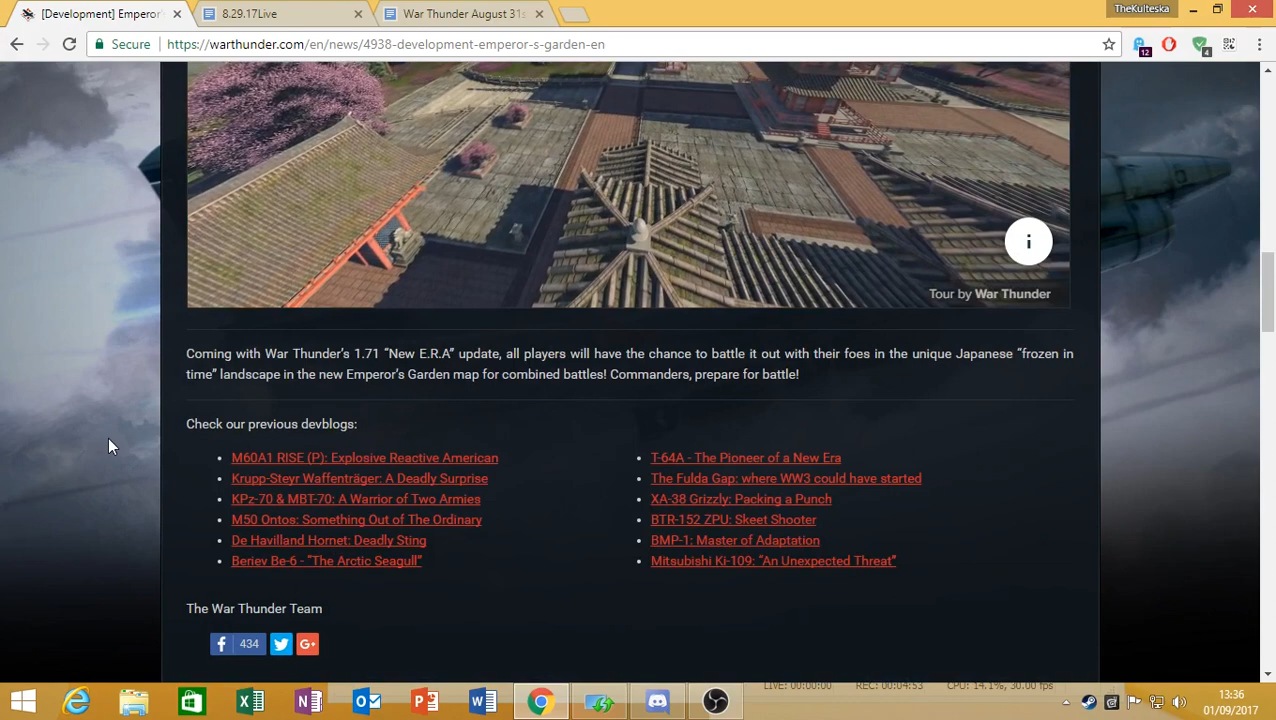 TheKulteska
[Development] Emperor'
8.29.17Live
War Thunder August 31s
Secure
https://warthunder.com/en/news/4938-development-emperor-s-garden-en
12
4
i
Tour by War Thunder
Coming with War Thunder's 1.71 “New E.R.A” update, all players will have the chance to battle it out with their foes in the unique Japanese “frozen in
time” landscape in the new Emperor's Garden map for combined battles! Commanders, prepare for battle!
Check our previous devblogs:
M60A1 RISE (P): Explosive Reactive American
Krupp-Steyr Waffenträger: A Deadly Surprise
KPz-70 & MBT-70: A Warrior of Two Armies
M50 Ontos: Something Out of The Ordinary
De Havilland Hornet: Deadly Sting
Beriev Be-6 - “The Arctic Seagull”
T-64A - The Pioneer of a New Era
The Fulda Gap: where WW3 could have started
XA-38 Grizzly: Packing a Punch
BTR-152 ZPU: Skeet Shooter
BMP-1: Master of Adaptation
Mitsubishi Ki-109: “An Unexpected Threat”
The War Thunder Team
434
LIVE: 00:00:00 REC: 00:04:53 CPU: 14.1%, 30.00 fps
13:36
01/09/2017